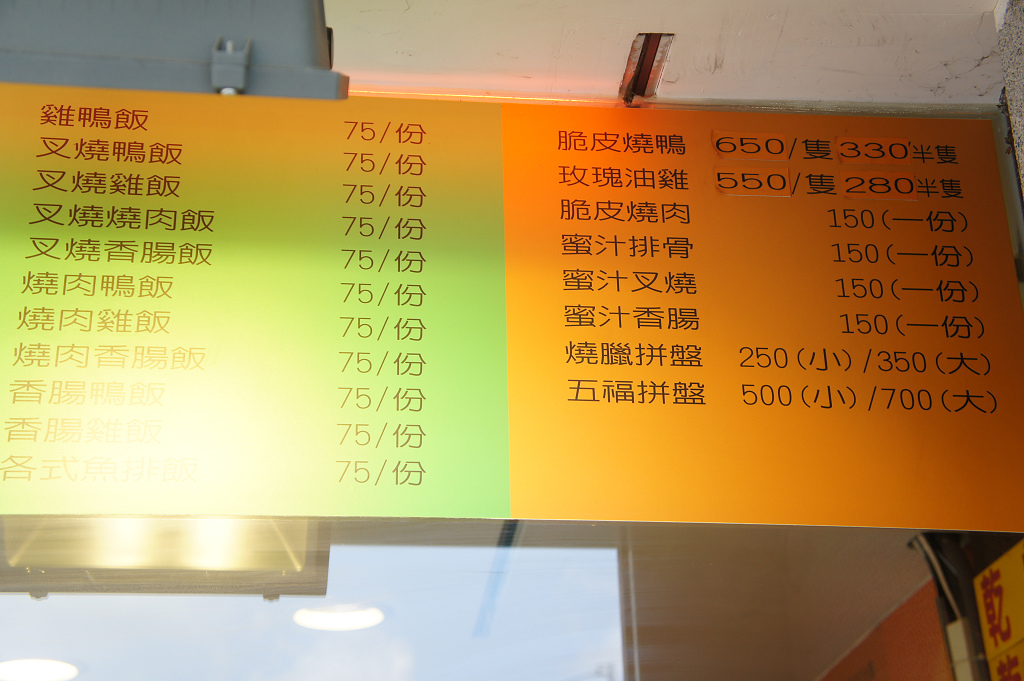 雞鴨飯 75/份
叉燒鴨飯 75/份
叉燒雞飯 75/份
叉燒燒肉飯 75/份
叉燒香腸飯 75/份
燒肉鴨飯 75/份
燒肉雞飯 75/份
燒肉香腸飯 75/份
香腸鴨飯 75/份
香腸雞飯 75/份
各式魚排飯 75/份
脆皮燒鴨 650/隻 330半隻
玫瑰油雞 550/隻 280半隻
脆皮燒肉 150(一份)
蜜汁排骨 150(一份)
蜜汁叉燒 150(一份)
蜜汁香腸 150(一份)
燒臘拼盤 250(小)/350(大)
五福拼盤 500(小)/700(大)
乾